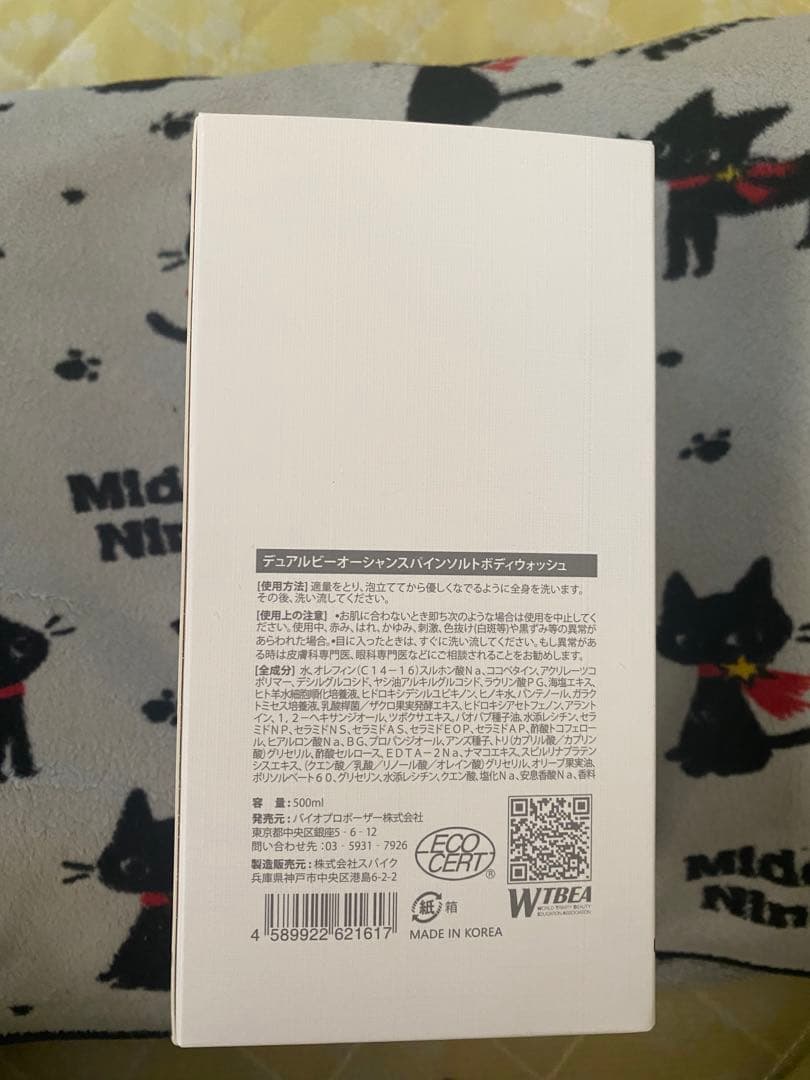 Nin
Mid
Nin
デュアルビーオーシャンスパインソルトボディウォッシュ
[使用方法] 適量をとり、泡立ててから優しくなでるように全身を洗います。
その後、洗い流してください。
[使用上の注意] •お肌に合わないとき即ち次のような場合は使用を中止してく
ださい。使用中、赤み、はれ、かゆみ、刺激、色抜け(白斑等)や黒ずみ等の異常が
あらわれた場合。•目に入ったときは、すぐに洗い流してください。もし異常があ
る時は皮膚科専門医、眼科専門医などにご相談されることをお勧めします。
[全成分] 水、オレフィン(C14-16)スルホン酸Na、ココベタイン、アクリレーツコ
ポリマー、デシルグルコシド、ヤシ油アルキルグルコシド、ラウリン酸PG、海塩エキス、
ヒト羊水細胞順化培養液、ヒドロキシデシルユビキノン、ヒノキ水、パンテノール、ガラク
トミセス培養液、乳酸桿菌/ザクロ果実発酵エキス、ヒドロキシアセトフェノン、アラント
イン、1,2-ヘキサンジオール、ツボクサエキス、バオバブ種子油、水添レシチン、セラ
ミドNP、セラミドNS、セラミドAS、セラミドEOP、セラミドAP、酢酸トコフェロー
ル、ヒアルロン酸Na、BG、プロパンジオール、アンズ種子、トリ(カプリル酸/カプリン
酸)グリセリル、酢酸セルロース、EDTA-2Na、ナマコエキス、スピルリナプラテン
シスエキス、(クエン酸/乳酸/リノール酸/オレイン酸)グリセリル、オリーブ果実油、
ポリソルベート60、グリセリン、水添レシチン、クエン酸、塩化Na、安息香酸Na、香料
容 量：500ml
発売元：バイオプロポーザー株式会社
東京都中央区銀座5-6-12
問い合わせ先：03-5931-7926
製造販売元：株式会社スパイク
兵庫県神戸市中央区港島6-2-2
ECO
CERT
®
WTBEA
WORLD TRINITY BEAUTY
EDUCATION ASSOCIATION
紙 箱
MADE IN KOREA
4 589922 621617
Mid
Nin